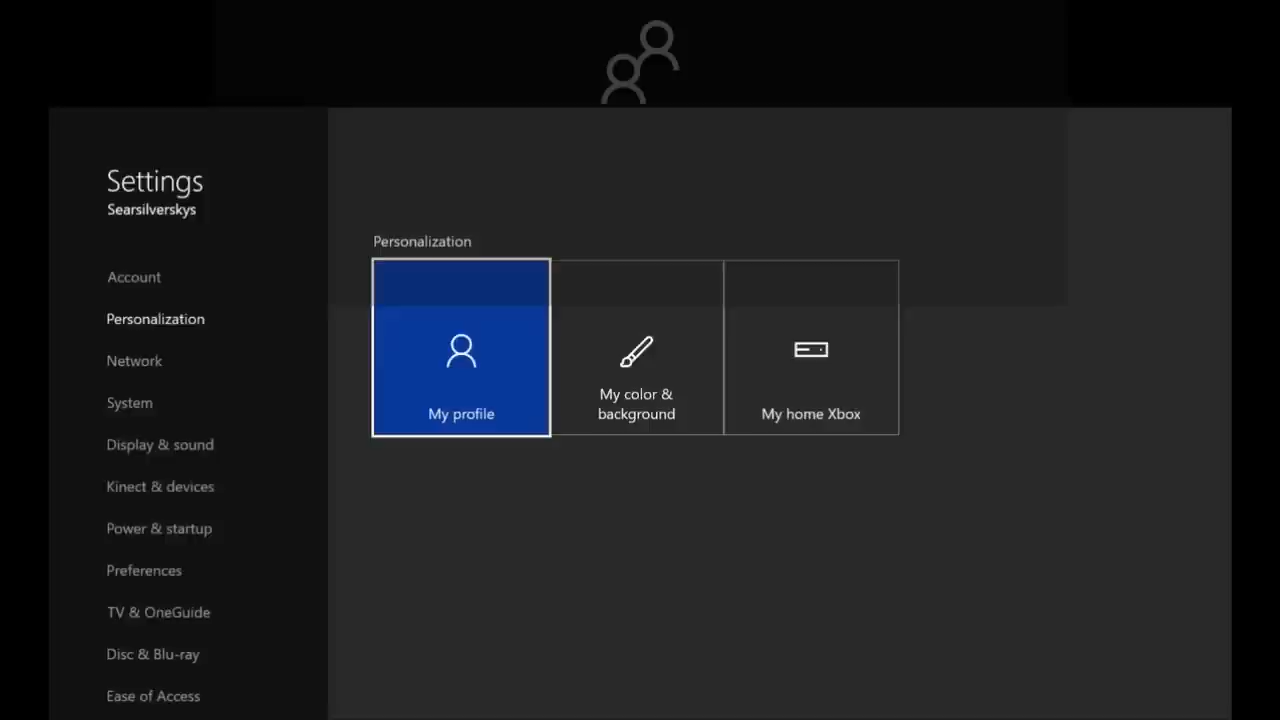 Settings
Searsilverskys
Account
Personalization
Network
System
Display & sound
Kinect & devices
Power & startup
Preferences
TV & OneGuide
Disc & Blu-ray
Ease of Access
Personalization
My profile
My color &
background
My home Xbox